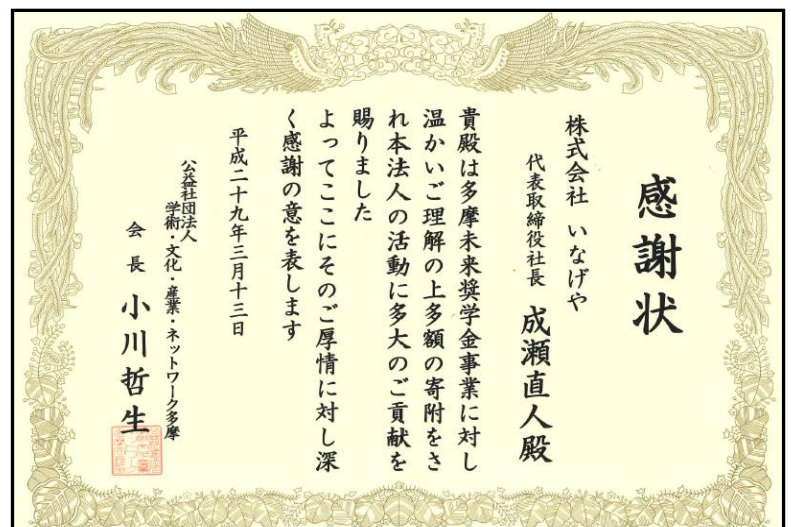 感謝状
株式会社 いなげや
代表取締役社長 成瀬直人殿
貴殿は多摩未来奨学金事業に対し
温かいご理解の上多額の寄附をさ
れ本法人の活動に多大のご貢献を
賜りました
よってここにそのご厚情に対し深
く感謝の意を表します
平成二十九年三月十三日
公益社団法人
学術・文化・産業・ネットワーク多摩
会長 小川哲生